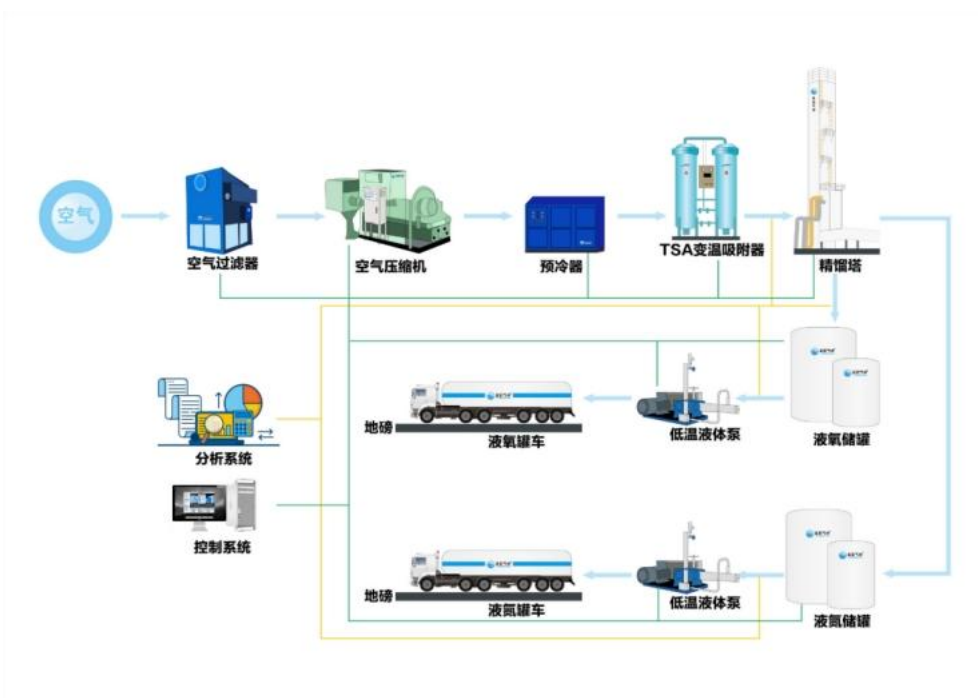 空气
空气过滤器
空气压缩机
预冷器
TSA变温吸附器
精馏塔
分析系统
控制系统
地磅
液氧罐车
低温液体泵
液氧储罐
地磅
液氮罐车
低温液体泵
液氮储罐